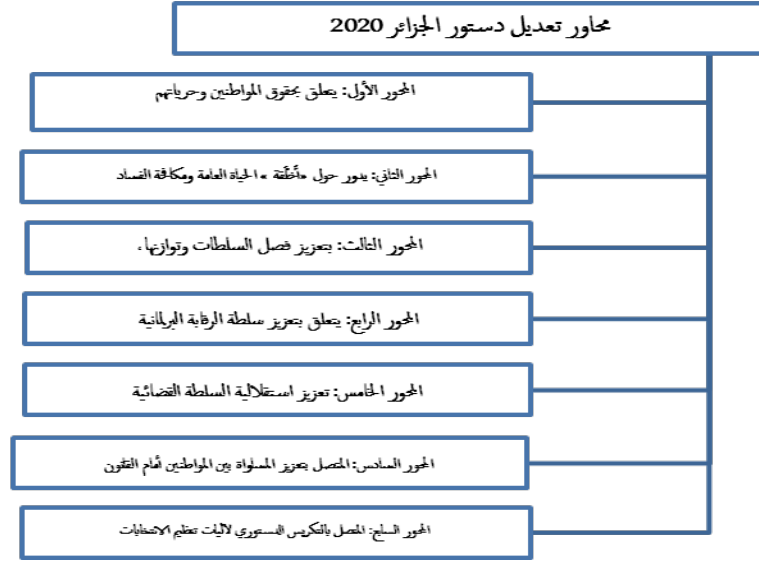 محاور تعديل دستور الجزائر 2020
المحور الأول: يتعلق بحقوق المواطنين وحرياتهم
المحور الثاني: يدور حول «أخلقة » الحياة العامة ومكافحة الفساد
المحور الثالث: بتعزيز فصل السلطات وتوازنها،
المحور الرابع: يتعلق بتعزيز سلطة الرقابة البرلمانية
المحور الخامس: تعزيز استقلالية السلطة القضائية
المحور السادس: المتصل بتعزيز المساواة بين المواطنين أمام القانون
المحور السابع: المتصل بالتكريس الدستوري لآليات تنظيم الانتخابات